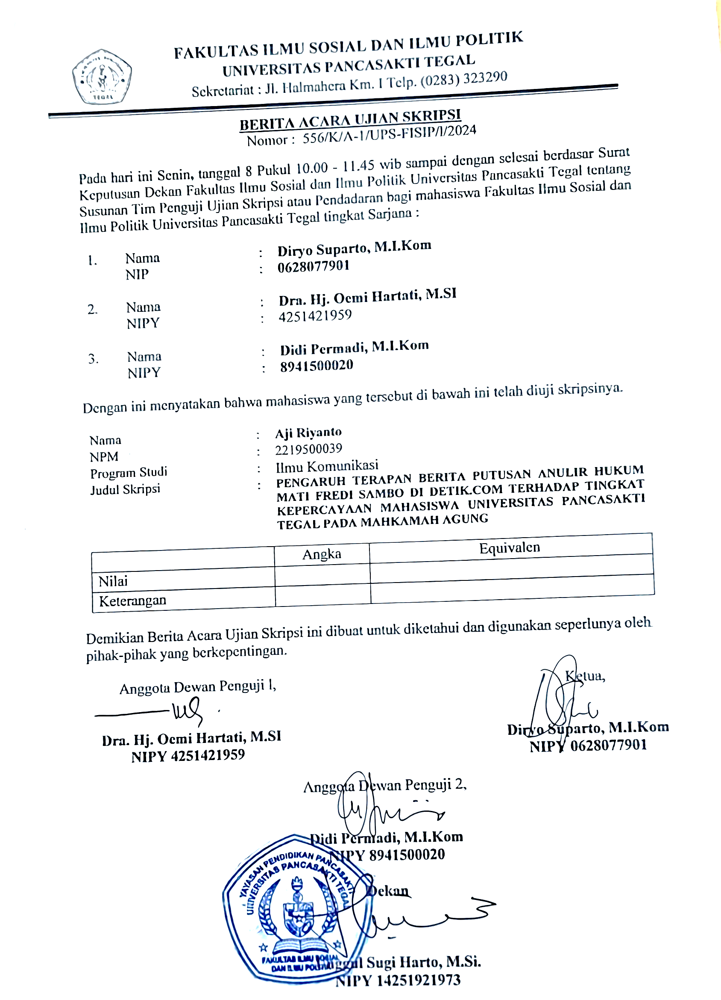 FAKULTAS ILMU SOSIAL DAN ILMU POLITIK
UNIVERSITAS PANCASAKTI TEGAL
Sekretariat : Jl. Halmahera Km. 1 Telp. (0283) 323290
TEGAL
BERITA ACARA UJIAN SKRIPSI
Nomor : 556/K/A-1/UPS-FISIP/I/2024
Pada hari ini Senin, tanggal 8 Pukul 10.00 - 11.45 wib sampai dengan selesai berdasar Surat
Keputusan Dekan Fakultas Ilmu Sosial dan Ilmu Politik Universitas Pancasakti Tegal tentang
Susunan Tim Penguji Ujian Skripsi atau Pendadaran bagi mahasiswa Fakultas Ilmu Sosial dan
Ilmu Politik Universitas Pancasakti Tegal tingkat Sarjana :
1. Nama : Diryo Suparto, M.I.Kom
NIP : 0628077901
2. Nama : Dra. Hj. Oemi Hartati, M.SI
NIPY : 4251421959
3. Nama : Didi Permadi, M.I.Kom
NIPY : 8941500020
Dengan ini menyatakan bahwa mahasiswa yang tersebut di bawah ini telah diuji skripsinya.
Nama : Aji Riyanto
NPM : 2219500039
Program Studi : Ilmu Komunikasi
Judul Skripsi : PENGARUH TERAPAN BERITA PUTUSAN ANULIR HUKUM
MATI FREDI SAMBO DI DETIK.COM TERHADAP TINGKAT
KEPERCAYAAN MAHASISWA UNIVERSITAS PANCASAKTI
TEGAL PADA MAHKAMAH AGUNG
Angka Equivalen
Nilai
Keterangan
Demikian Berita Acara Ujian Skripsi ini dibuat untuk diketahui dan digunakan seperlunya oleh
pihak-pihak yang berkepentingan.
Anggota Dewan Penguji 1,
Dra. Hj. Oemi Hartati, M.SI
NIPY 4251421959
Ketua,
Diryo Suparto, M.I.Kom
NIPY 0628077901
Anggota Dewan Penguji 2,
Didi Permadi, M.I.Kom
NIPY 8941500020
YAYASAN PENDIDIKAN PANCASAKTI
UNIVERSITAS PANCASAKTI TEGAL
FAKULTAS ILMU SOSIAL
DAN ILMU POLITIK
Dekan
Sugi Harto, M.Si.
NIPY 14251921973